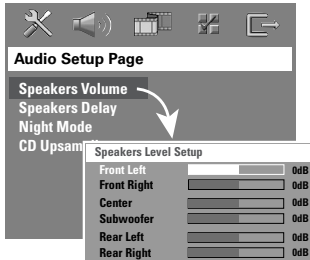 Audio Setup Page
Speakers Volume
Speakers Delay
Night Mode
CD Upsam
Speakers Level Setup
Front Left 0dB
Front Right 0dB
Center 0dB
Subwoofer 0dB
Rear Left 0dB
Rear Right 0dB